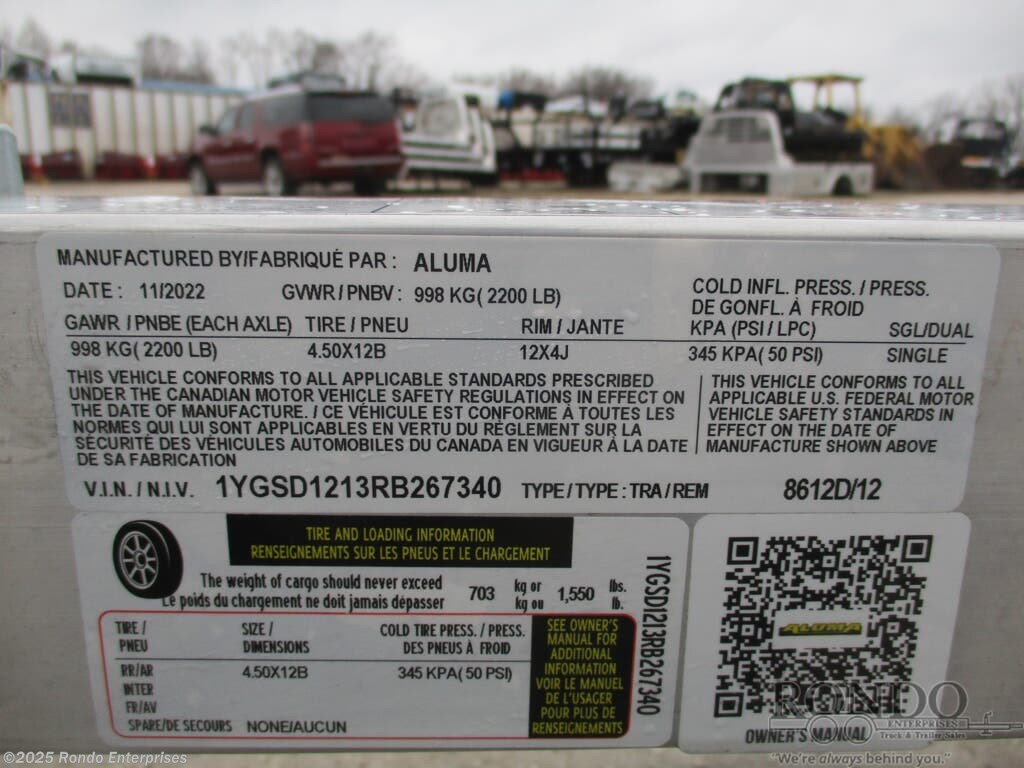 MANUFACTURED BY/FABRIQUÉ PAR : ALUMA
DATE : 11/2022 GVWR / PNBV : 998 KG( 2200 LB)
COLD INFL. PRESS. / PRESS.
DE GONFL. À FROID
GAWR / PNBE (EACH AXLE) TIRE / PNEU RIM / JANTE KPA (PSI / LPC) SGL/DUAL
998 KG( 2200 LB) 4.50X12B 12X4J 345 KPA( 50 PSI) SINGLE
THIS VEHICLE CONFORMS TO ALL APPLICABLE STANDARDS PRESCRIBED
UNDER THE CANADIAN MOTOR VEHICLE SAFETY REGULATIONS IN EFFECT ON
THE DATE OF MANUFACTURE. / CE VÉHICULE EST CONFORME À TOUTES LES
NORMES QUI LUI SONT APPLICABLES EN VERTU DU RÈGLEMENT SUR LA
SÉCURITÉ DES VÉHICULES AUTOMOBILES DU CANADA EN VIGUEUR À LA DATE
DE SA FABRICATION
THIS VEHICLE CONFORMS TO ALL
APPLICABLE U.S. FEDERAL MOTOR
VEHICLE SAFETY STANDARDS IN
EFFECT ON THE DATE OF
MANUFACTURE SHOWN ABOVE
V.I.N. / N.I.V. 1YGSD1213RB267340 TYPE / TYPE : TRA / REM 8612D/12
TIRE AND LOADING INFORMATION
RENSEIGNEMENTS SUR LES PNEUS ET LE CHARGEMENT
The weight of cargo should never exceed 703 kg or 1,550 lbs.
Le poids du chargement ne doit jamais dépasser kg ou lb.
TIRE / SIZE / COLD TIRE PRESS. / PRESS.
PNEU DIMENSIONS DES PNEUS À FROID
RR/AR 4.50X12B 345 KPA( 50 PSI)
INTER
FR/AV
SPARE/DE SECOURS NONE/AUCUN
SEE OWNER'S
MANUAL FOR
ADDITIONAL
INFORMATION
VOIR LE MANUEL
DE L'USAGER
POUR PLUS DE
RENSEIGNEMENTS
1YGSD1213RB267340
ALUMA
OWNER'S MANUAL
RONDO
ENTERPRISES
Truck & Trailer Sales
"We're always behind you."
©2025 Rondo Enterprises